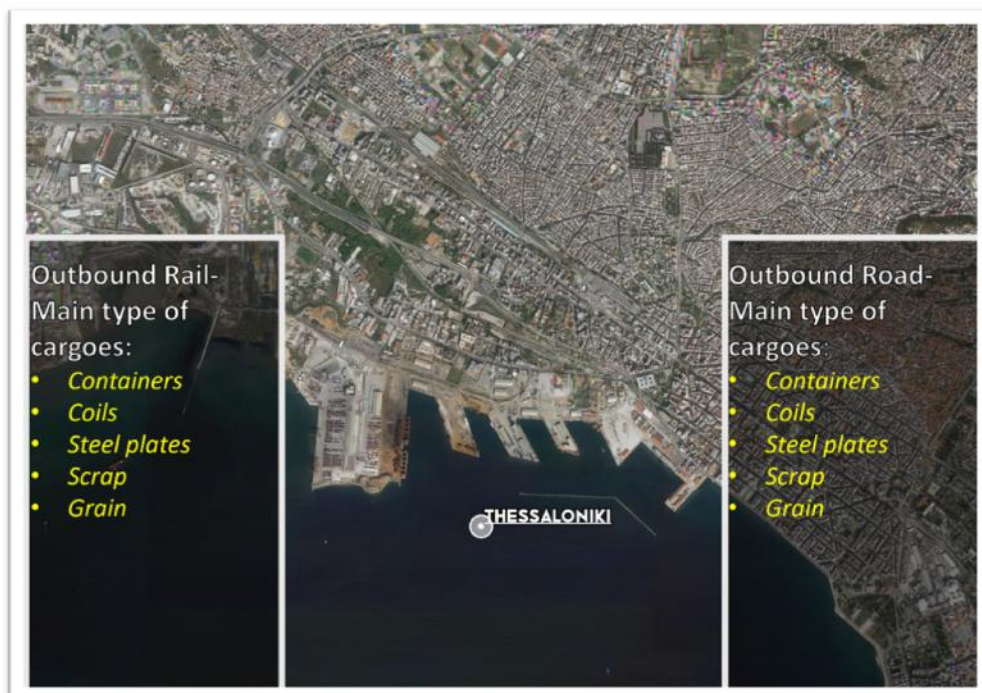 Outbound Rail-
Main type of
cargoes:
• Containers
• Coils
• Steel plates
• Scrap
• Grain
THESSALONIKI
Outbound Road-
Main type of
cargoes:
• Containers
• Coils
• Steel plates
• Scrap
• Grain